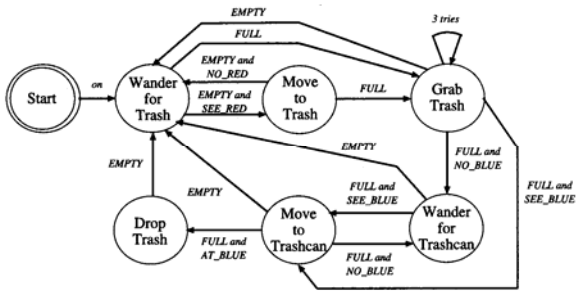 EMPTY
3 tries
FULL
Start
on
Wander
for
Trash
EMPTY and
NO_RED
EMPTY and
SEE_RED
Move
to
Trash
FULL
Grab
Trash
EMPTY
FULL and
NO_BLUE
FULL and
SEE_BLUE
EMPTY
EMPTY
FULL and
SEE_BLUE
Drop
Trash
FULL and
AT_BLUE
Move
to
Trashcan
FULL and
NO_BLUE
Wander
for
Trashcan